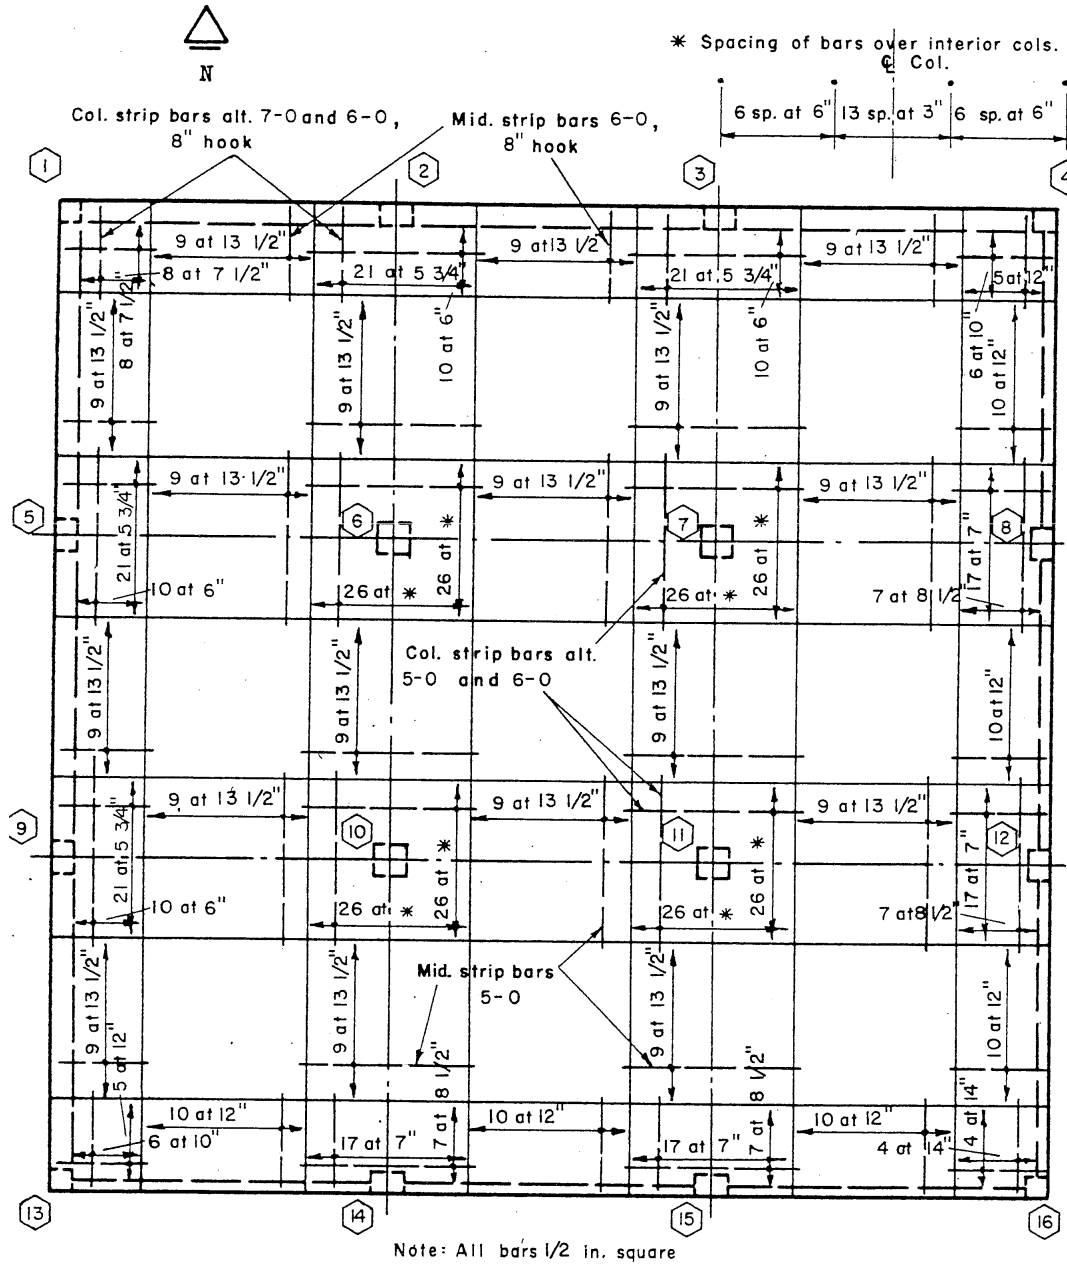 N
* Spacing of bars over interior cols.
℄ Col.
6 sp. at 6" 13 sp. at 3" 6 sp. at 6"
Col. strip bars alt. 7-0 and 6-0,
8" hook
Mid. strip bars 6-0,
8" hook
1
2
3
4
9 at 13 1/2"
9 at 13 1/2
9 at 13 1/2"
8 at 7 1/2"
21 at 5 3/4"
21 at 5 3/4"
5 at 12"
9 at 13 1/2"
8 at 7 1/2"
9 at 13 1/2"
10 at 6"
9 at 13 1/2"
10 at 6"
6 at 10"
10 at 12"
9 at 13 1/2"
9 at 13 1/2"
9 at 13 1/2"
5
6
7
8
21 at 5 3/4"
26 at *
26 at *
17 at 7"
10 at 6"
26 at *
26 at *
7 at 8 1/2"
Col. strip bars alt.
5-0 and 6-0
9 at 13 1/2"
9 at 13 1/2"
9 at 13 1/2"
10 at 12"
9 at 13 1/2"
9 at 13 1/2"
9 at 13 1/2"
9
10
11
12
21 at 5 3/4"
26 at *
26 at *
17 at 7"
10 at 6"
26 at *
26 at *
7 at 8 1/2"
Mid. strip bars
5-0
9 at 13 1/2"
5 at 12"
9 at 13 1/2"
7 at 8 1/2"
9 at 13 1/2"
7 at 8 1/2"
10 at 12"
4 at 14"
10 at 12"
10 at 12"
10 at 12"
6 at 10"
17 at 7"
17 at 7"
4 at 14"
13
14
15
16
Note: All bars 1/2 in. square